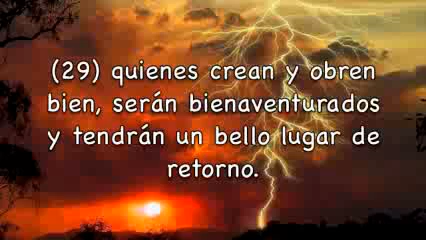 (29) quienes crean y obren
bien, serán bienaventurados
y tendrán un bello lugar de
retorno.